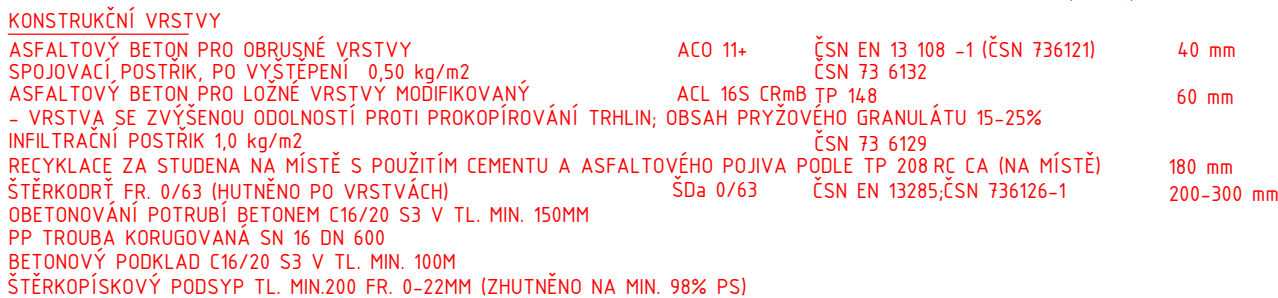 KONSTRUKČNÍ VRSTVY
ASFALTOVÝ BETON PRO OBRUSNÉ VRSTVY ACO 11+ ČSN EN 13 108 -1 (ČSN 736121) 40 mm
SPOJOVACÍ POSTŘIK, PO VYŠTĚPENÍ 0,50 kg/m2 ČSN 73 6132
ASFALTOVÝ BETON PRO LOŽNÉ VRSTVY MODIFIKOVANÝ ACL 16S CRmB TP 148 60 mm
- VRSTVA SE ZVÝŠENOU ODOLNOSTÍ PROTI PROKOPÍROVÁNÍ TRHLIN; OBSAH PRYŽOVÉHO GRANULÁTU 15-25%
INFILTRAČNÍ POSTŘIK 1,0 kg/m2 ČSN 73 6129
RECYKLACE ZA STUDENA NA MÍSTĚ S POUŽITÍM CEMENTU A ASFALTOVÉHO POJIVA PODLE TP 208 RC CA (NA MÍSTĚ) 180 mm
ŠTĚRKODRŤ FR. 0/63 (HUTNĚNO PO VRSTVÁCH) ŠDa 0/63 ČSN EN 13285;ČSN 736126-1 200-300 mm
OBETONOVÁNÍ POTRUBÍ BETONEM C16/20 S3 V TL. MIN. 150MM
PP TROUBA KORUGOVANÁ SN 16 DN 600
BETONOVÝ PODKLAD C16/20 S3 V TL. MIN. 100M
ŠTĚRKOPÍSKOVÝ PODSYP TL. MIN.200 FR. 0-22MM (ZHUTNĚNO NA MIN. 98% PS)